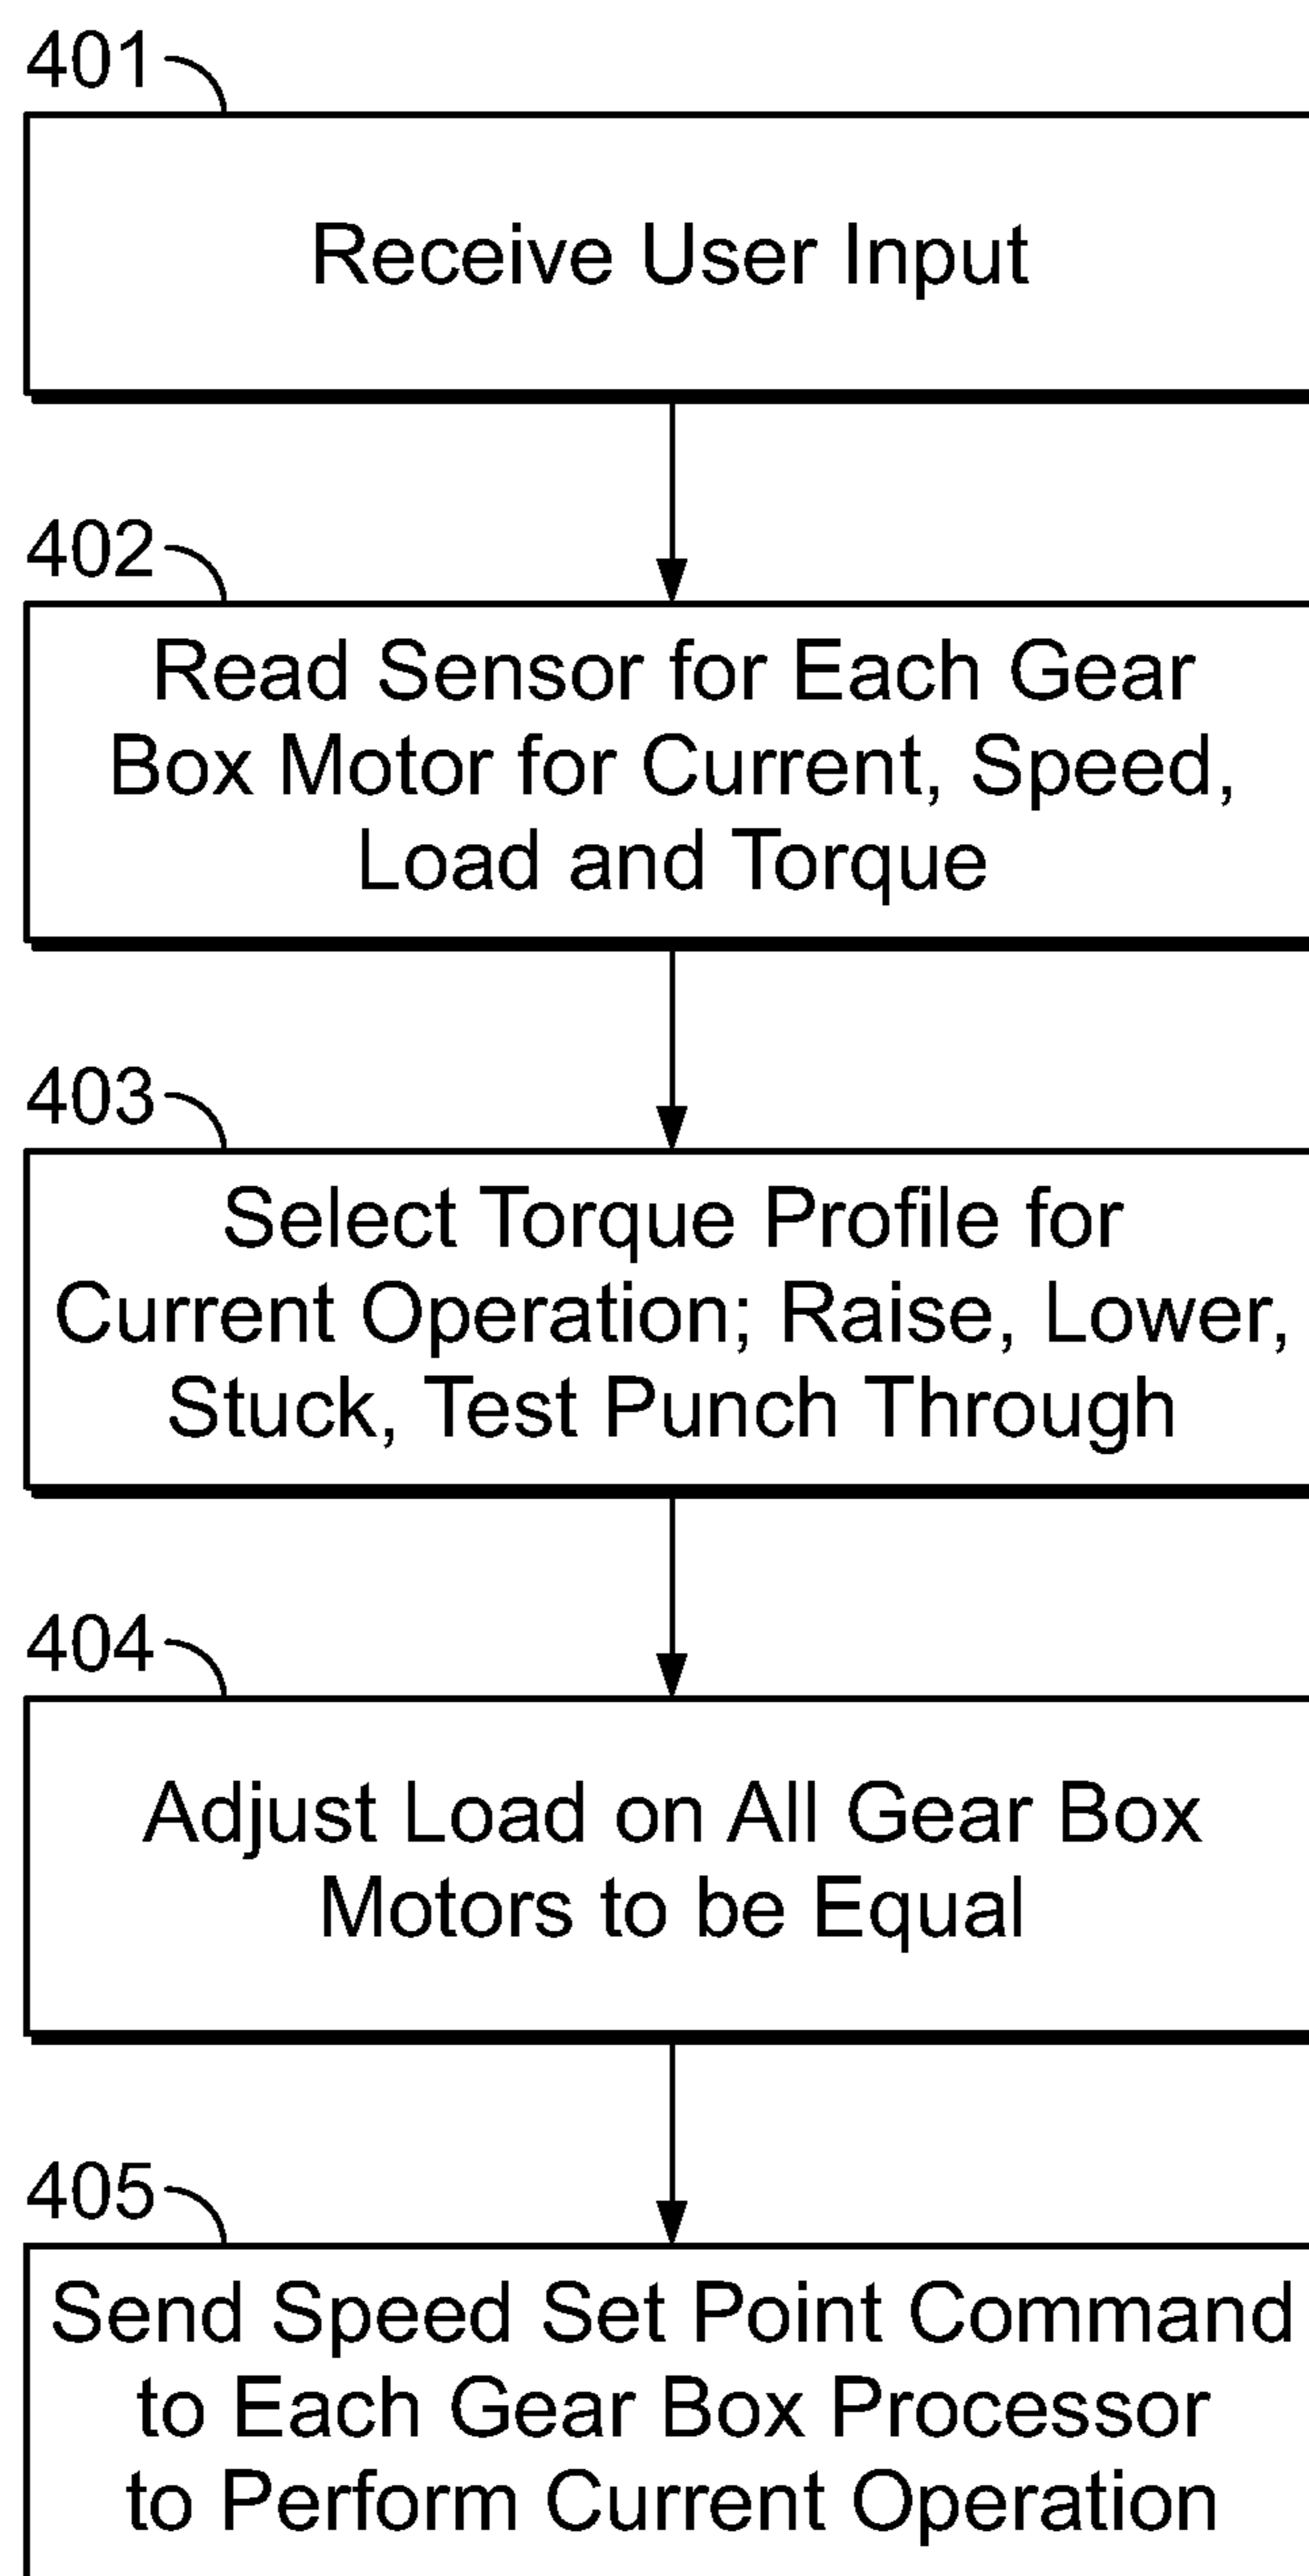 401
Receive User Input
402
Read Sensor for Each Gear
Box Motor for Current, Speed,
Load and Torque
403
Select Torque Profile for
Current Operation; Raise, Lower,
Stuck, Test Punch Through
404
Adjust Load on All Gear Box
Motors to be Equal
405
Send Speed Set Point Command
to Each Gear Box Processor
to Perform Current Operation